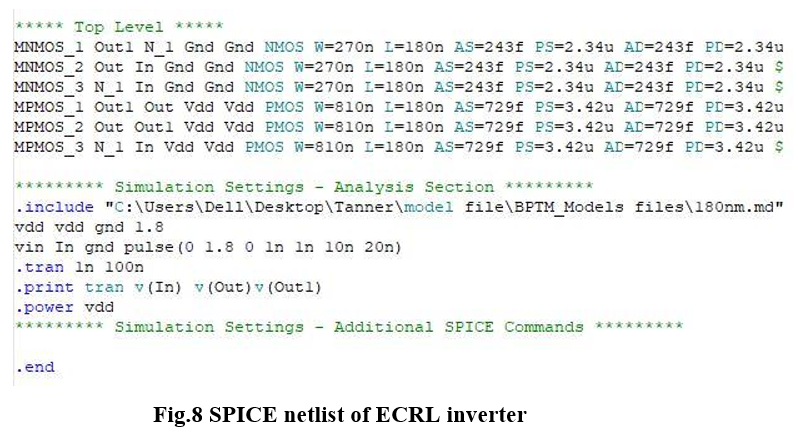 ***** Top Level *****
MNMOS_1 Out1 N_1 Gnd Gnd NMOS W=270n L=180n AS=243f PS=2.34u AD=243f PD=2.34u
MNMOS_2 Out In Gnd Gnd NMOS W=270n L=180n AS=243f PS=2.34u AD=243f PD=2.34u $
MNMOS_3 N_1 In Gnd Gnd NMOS W=270n L=180n AS=243f PS=2.34u AD=243f PD=2.34u $
MPMOS_1 Out1 Out Vdd Vdd PMOS W=810n L=180n AS=729f PS=3.42u AD=729f PD=3.42u
MPMOS_2 Out Out1 Vdd Vdd PMOS W=810n L=180n AS=729f PS=3.42u AD=729f PD=3.42u
MPMOS_3 N_1 In Vdd Vdd PMOS W=810n L=180n AS=729f PS=3.42u AD=729f PD=3.42u $
********* Simulation Settings - Analysis Section *********
.include "C:\Users\Dell\Desktop\Tanner\model file\BPTM_Models files\180nm.md"
vdd vdd gnd 1.8
vin In gnd pulse(0 1.8 0 1n 1n 10n 20n)
.tran 1n 100n
.print tran v(In) v(Out)v(Out1)
.power vdd
********* Simulation Settings - Additional SPICE Commands *********
.end
Fig.8 SPICE netlist of ECRL inverter